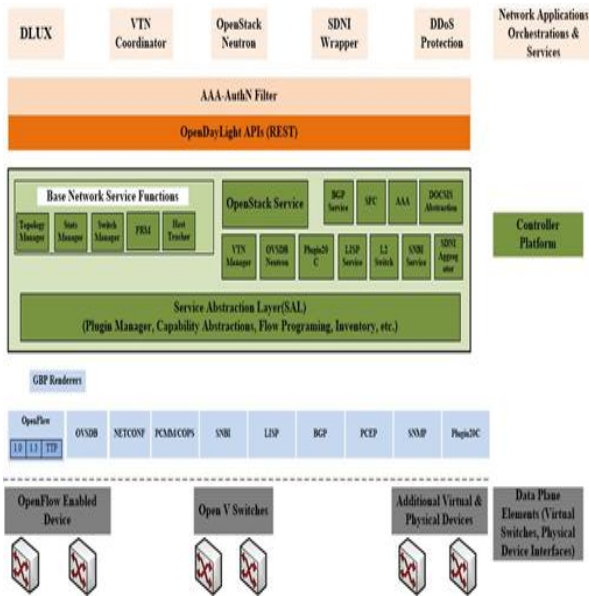 DLUX
VTN
Coordinator
OpenStack
Neutron
SDNI
Wrapper
DDoS
Protection
Network Applications
Orchestrations &
Services
AAA-AuthN Filter
OpenDayLight APIs (REST)
Base Network Service Functions
Topology
Manager
Stats
Manager
Switch
Manager
FRM
Host
Tracker
OpenStack Service
BGP
Service
SFC
AAA
DOCSIS
Abstraction
VTN
Manager
OVSDB
Neutron
Plugin20
C
LISP
Service
L2
Switch
SNBI
Service
SDNI
Aggreg
ator
Controller
Platform
Service Abstraction Layer(SAL)
(Plugin Manager, Capability Abstractions, Flow Programing, Inventory, etc.)
GBP Renderers
OpenFlow
1.0
1.3
TTP
OVSDB
NETCONF
PCMM/COPS
SNBI
LISP
BGP
PCEP
SNMP
Plugin20C
OpenFlow Enabled
Device
Open V Switches
Additional Virtual &
Physical Devices
Data Plane
Elements (Virtual
Switches, Physical
Device Interfaces)